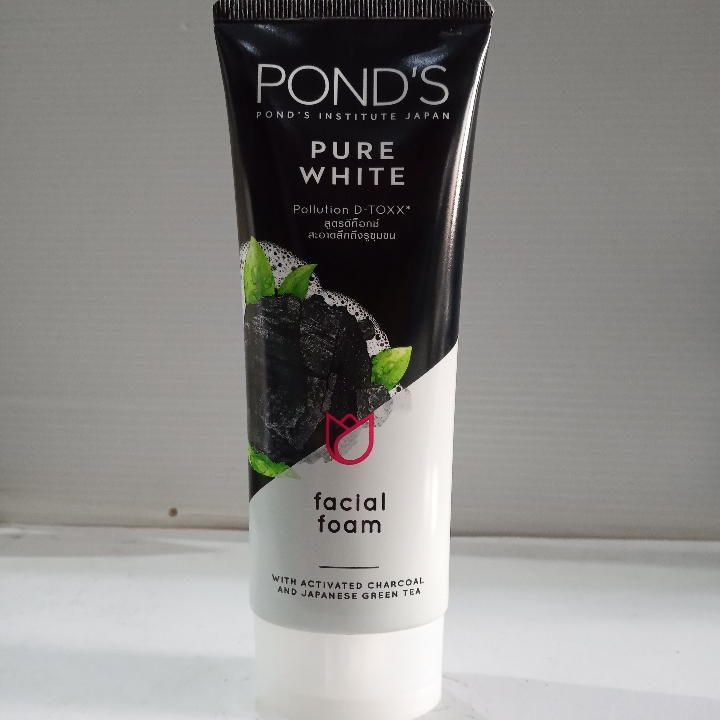 POND'S
POND'S INSTITUTE JAPAN
PURE
WHITE
Pollution D-TOXX*
สูตรดีท็อกซ์
สะอาดลึกถึงรูขุมขน
facial
foam
WITH ACTIVATED CHARCOAL
AND JAPANESE GREEN TEA